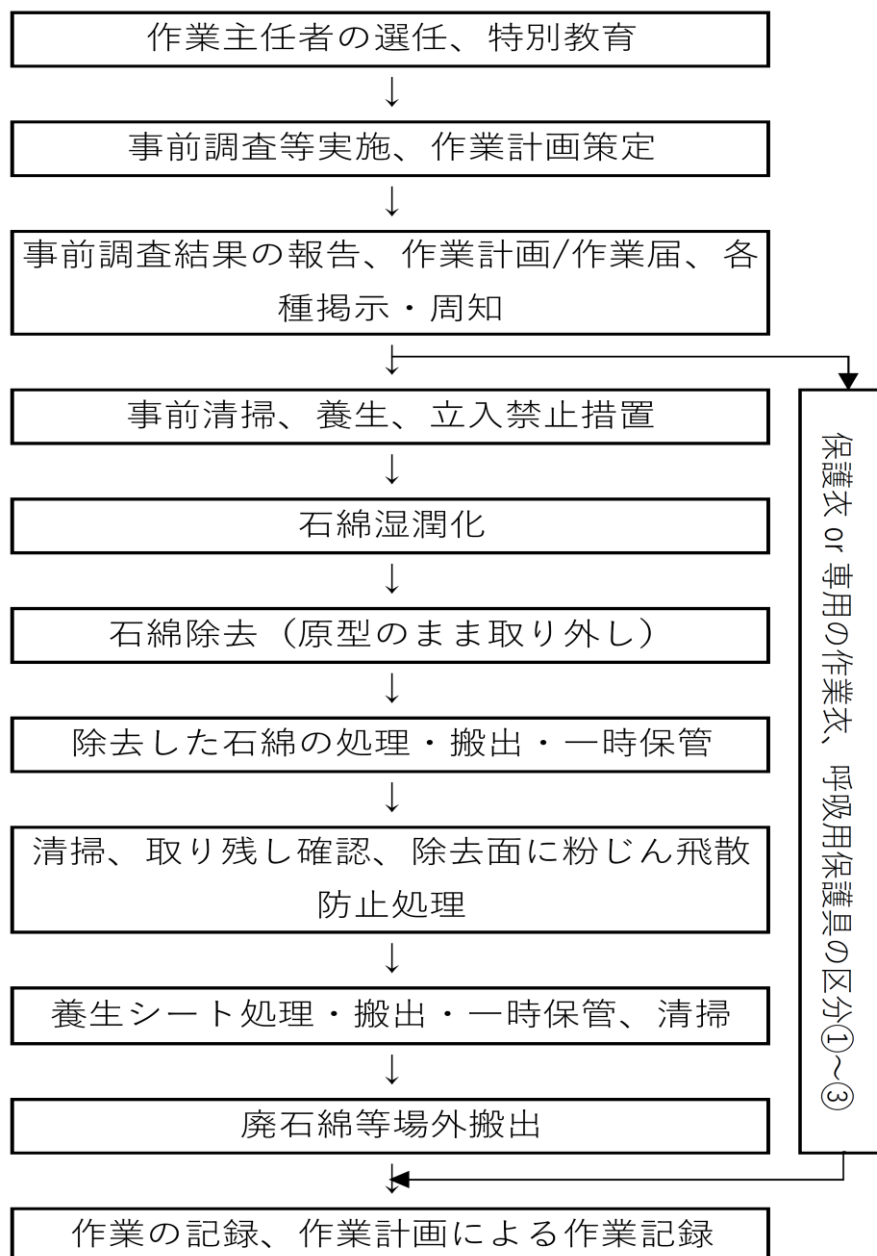 作業主任者の選任、特別教育
↓
事前調査等実施、作業計画策定
↓
事前調査結果の報告、作業計画/作業届、各
種掲示・周知
↓
事前清掃、養生、立入禁止措置
↓
石綿湿潤化
↓
石綿除去（原型のまま取り外し）
↓
除去した石綿の処理・搬出・一時保管
↓
清掃、取り残し確認、除去面に粉じん飛散
防止処理
↓
養生シート処理・搬出・一時保管、清掃
↓
廃石綿等場外搬出
↓
作業の記録、作業計画による作業記録
保護衣 or 専用の作業衣、呼吸用保護具の区分①～③